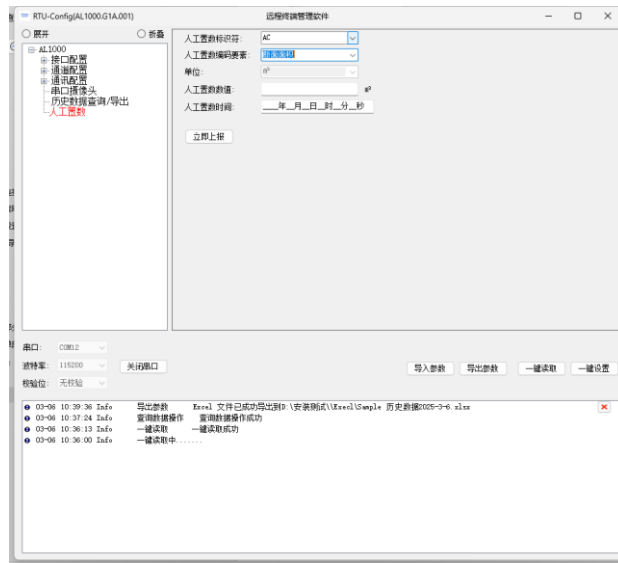 RTU-Config(AL1000.G1A.001)
远程终端管理软件
展开
折叠
AL1000
接口配置
通道配置
通讯配置
串口摄像头
历史数据查询/导出
人工置数
人工置数标识符: AC
人工置数编码要素: 断面面积
单位: m²
人工置数数值: m²
人工置数时间: ____年__月__日__时__分__秒
立即上报
串口: COM12
波特率: 115200 关闭串口
校验位: 无校验
导入参数 导出参数 一键读取 一键设置
03-06 10:39:36 Info 导出参数 Excel 文件已成功导出到D:\安装测试\\Execl\Sample 历史数据2025-3-6.xlsx
03-06 10:37:24 Info 查询数据操作 查询数据操作成功
03-06 10:36:13 Info 一键读取 一键读取成功
03-06 10:36:00 Info 一键读取中.......